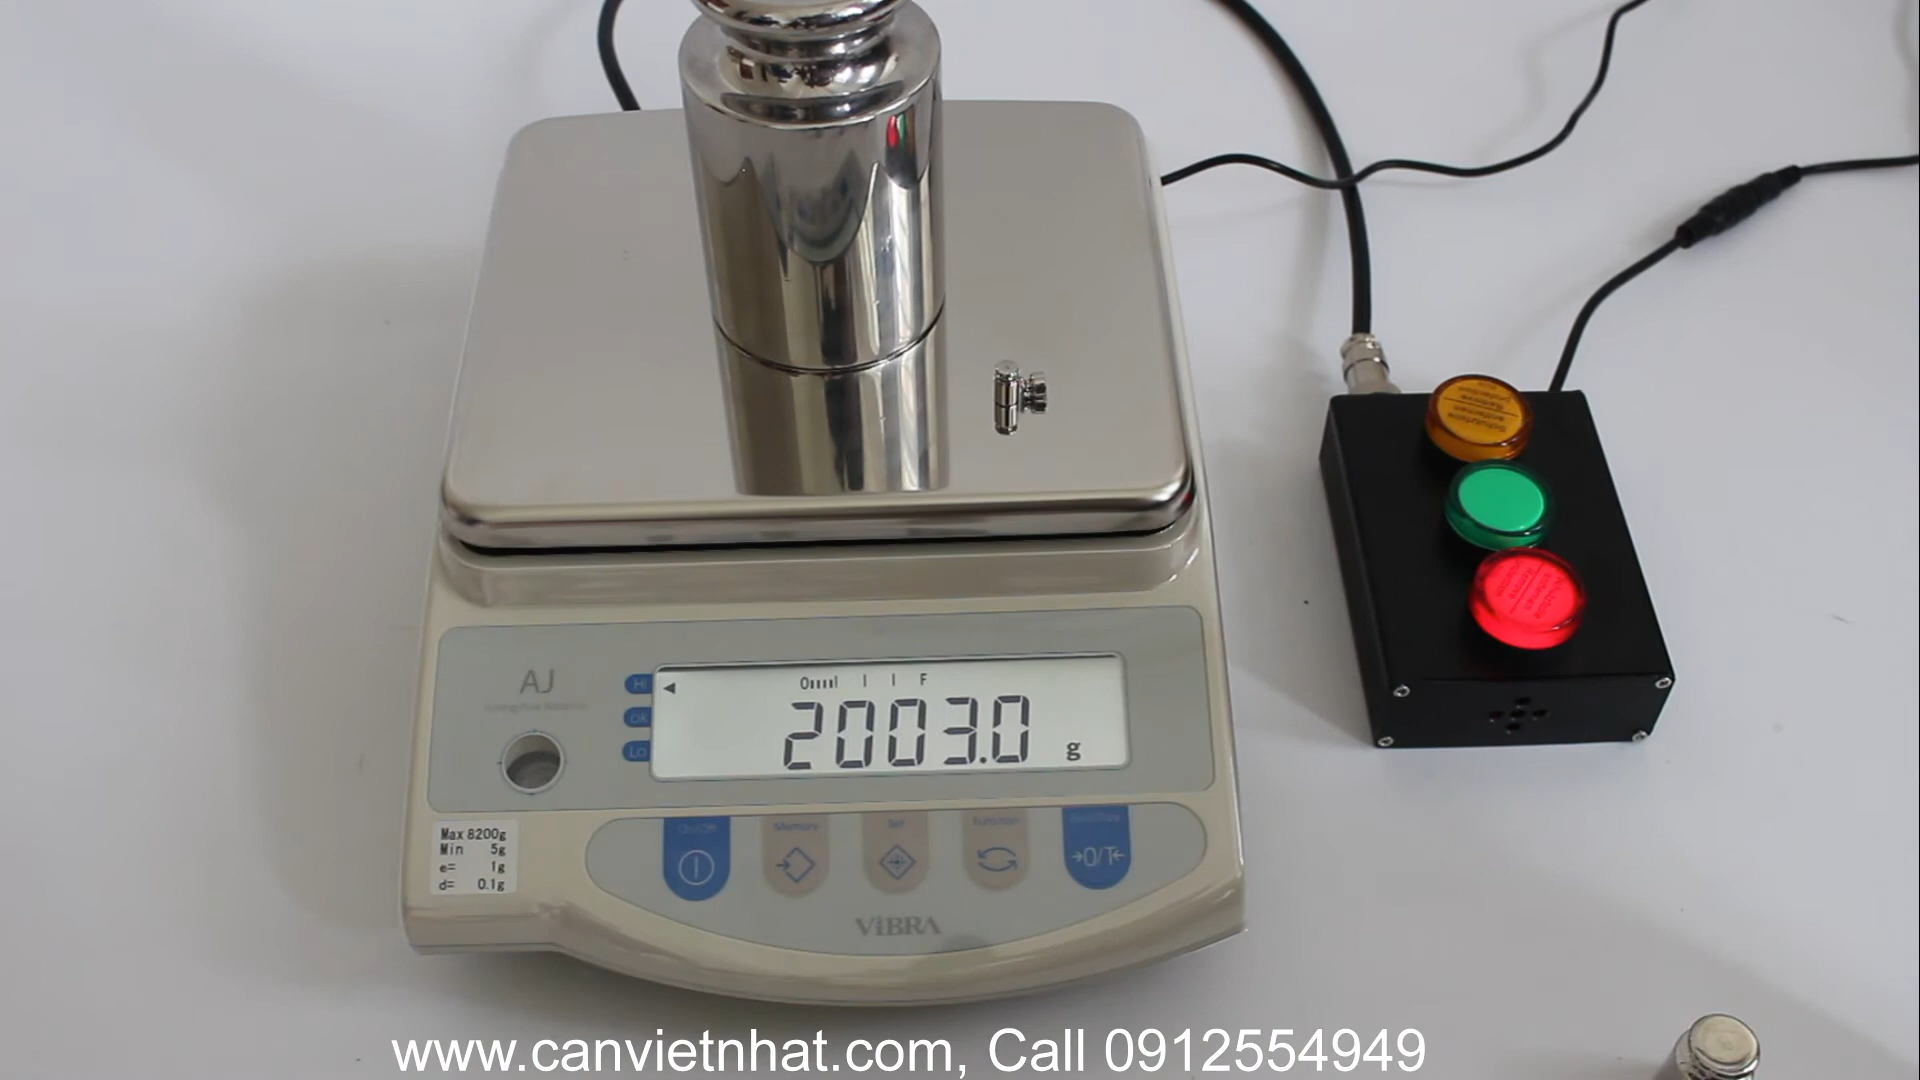 AJ
Hi
ok
Lo
F
2003.0 g
Max 8200g
Min 5g
e= 1g
d= 0.1g
On/Off
Memory
Set
Function
→0/T←
ViBRA
www.canvietnhat.com, Call 0912554949